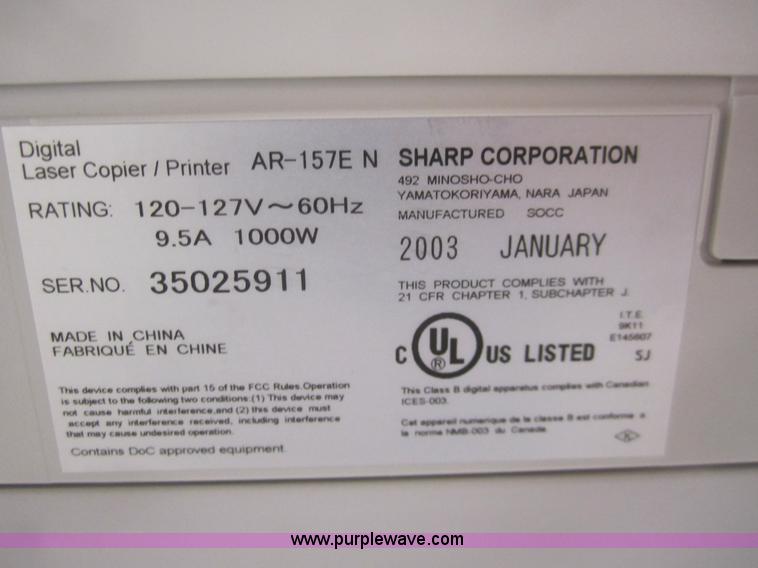 Digital
Laser Copier / Printer AR-157E N
RATING: 120-127V~60Hz
9.5A 1000W
SER.NO. 35025911
MADE IN CHINA
FABRIQUÉ EN CHINE
This device complies with part 15 of the FCC Rules.Operation
is subject to the following two conditions:(1) This device may
not cause harmful interference,and (2) this device must
accept any interference received, including interference
that may cause undesired operation.
Contains DoC approved equipment.
SHARP CORPORATION
492 MINOSHO-CHO
YAMATOKORIYAMA, NARA JAPAN
MANUFACTURED SOCC
2003 JANUARY
THIS PRODUCT COMPLIES WITH
21 CFR CHAPTER 1, SUBCHAPTER J.
C UL ® US LISTED
I.T.E.
9K11
E145607
SJ
This Class B digital apparatus complies with Canadian
ICES-003.
Cet appareil numerique de la classe B est conforme a
la norme NMB-003 du Canada.
K
www.purplewave.com